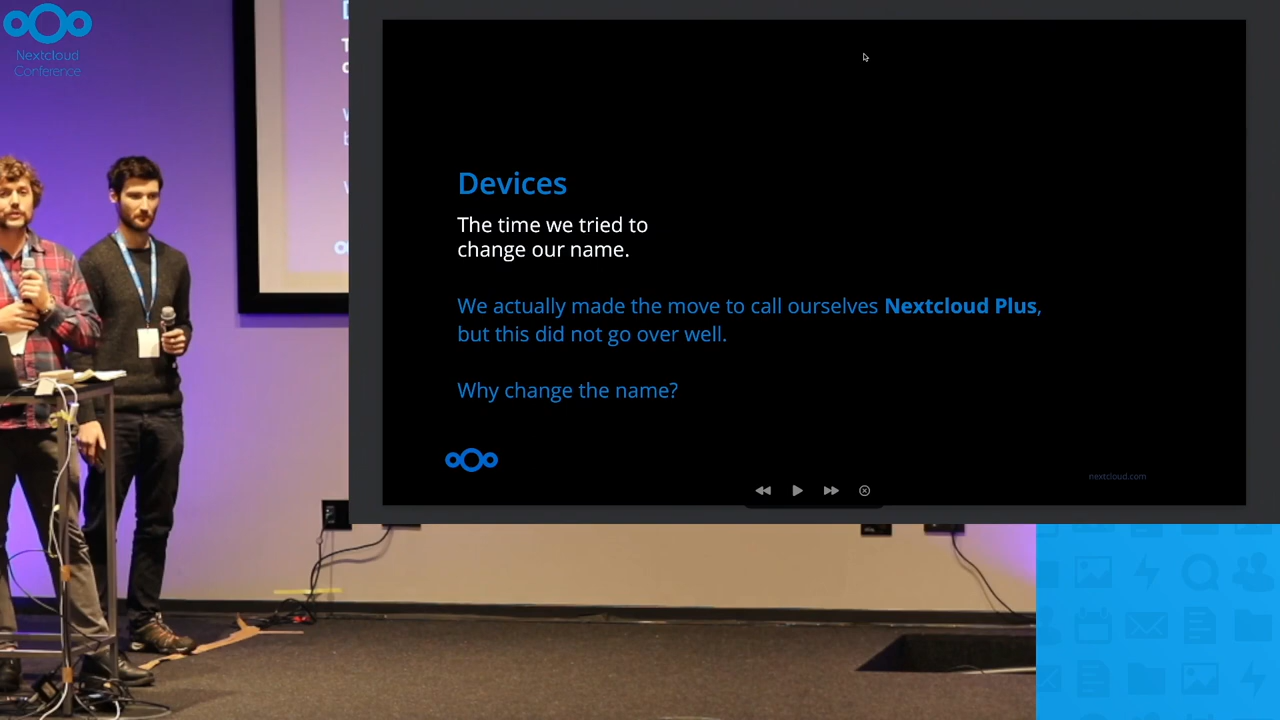 Nextcloud
Conference
Devices
The time we tried to
change our name.
We actually made the move to call ourselves Nextcloud Plus,
but this did not go over well.
Why change the name?
nextcloud.com